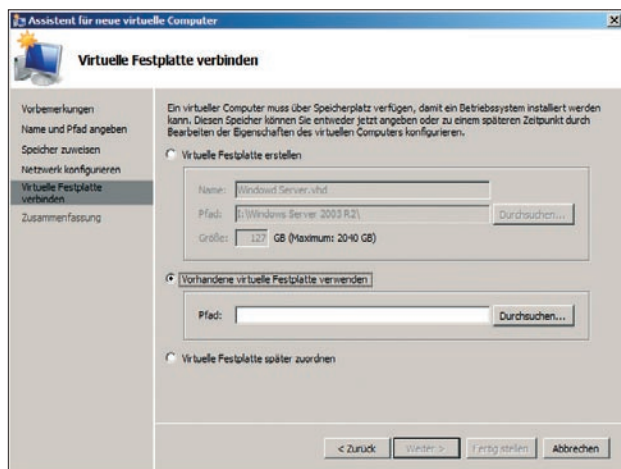 Assistent für neue virtuelle Computer
Virtuelle Festplatte verbinden
Vorbemerkungen
Name und Pfad angeben
Speicher zuweisen
Netzwerk konfigurieren
Virtuelle Festplatte
verbinden
Zusammenfassung
Ein virtueller Computer muss über Speicherplatz verfügen, damit ein Betriebssystem installiert werden
kann. Diesen Speicher können Sie entweder jetzt angeben oder zu einem späteren Zeitpunkt durch
Bearbeiten der Eigenschaften des virtuellen Computers konfigurieren.
Virtuelle Festplatte erstellen
Name: Windowd Server.vhd
Pfad: I:\Windows Server 2003 R2\ Durchsuchen...
Größe: 127 GB (Maximum: 2040 GB)
Vorhandene virtuelle Festplatte verwenden
Pfad: Durchsuchen...
Virtuelle Festplatte später zuordnen
< Zurück Weiter > Fertig stellen Abbrechen